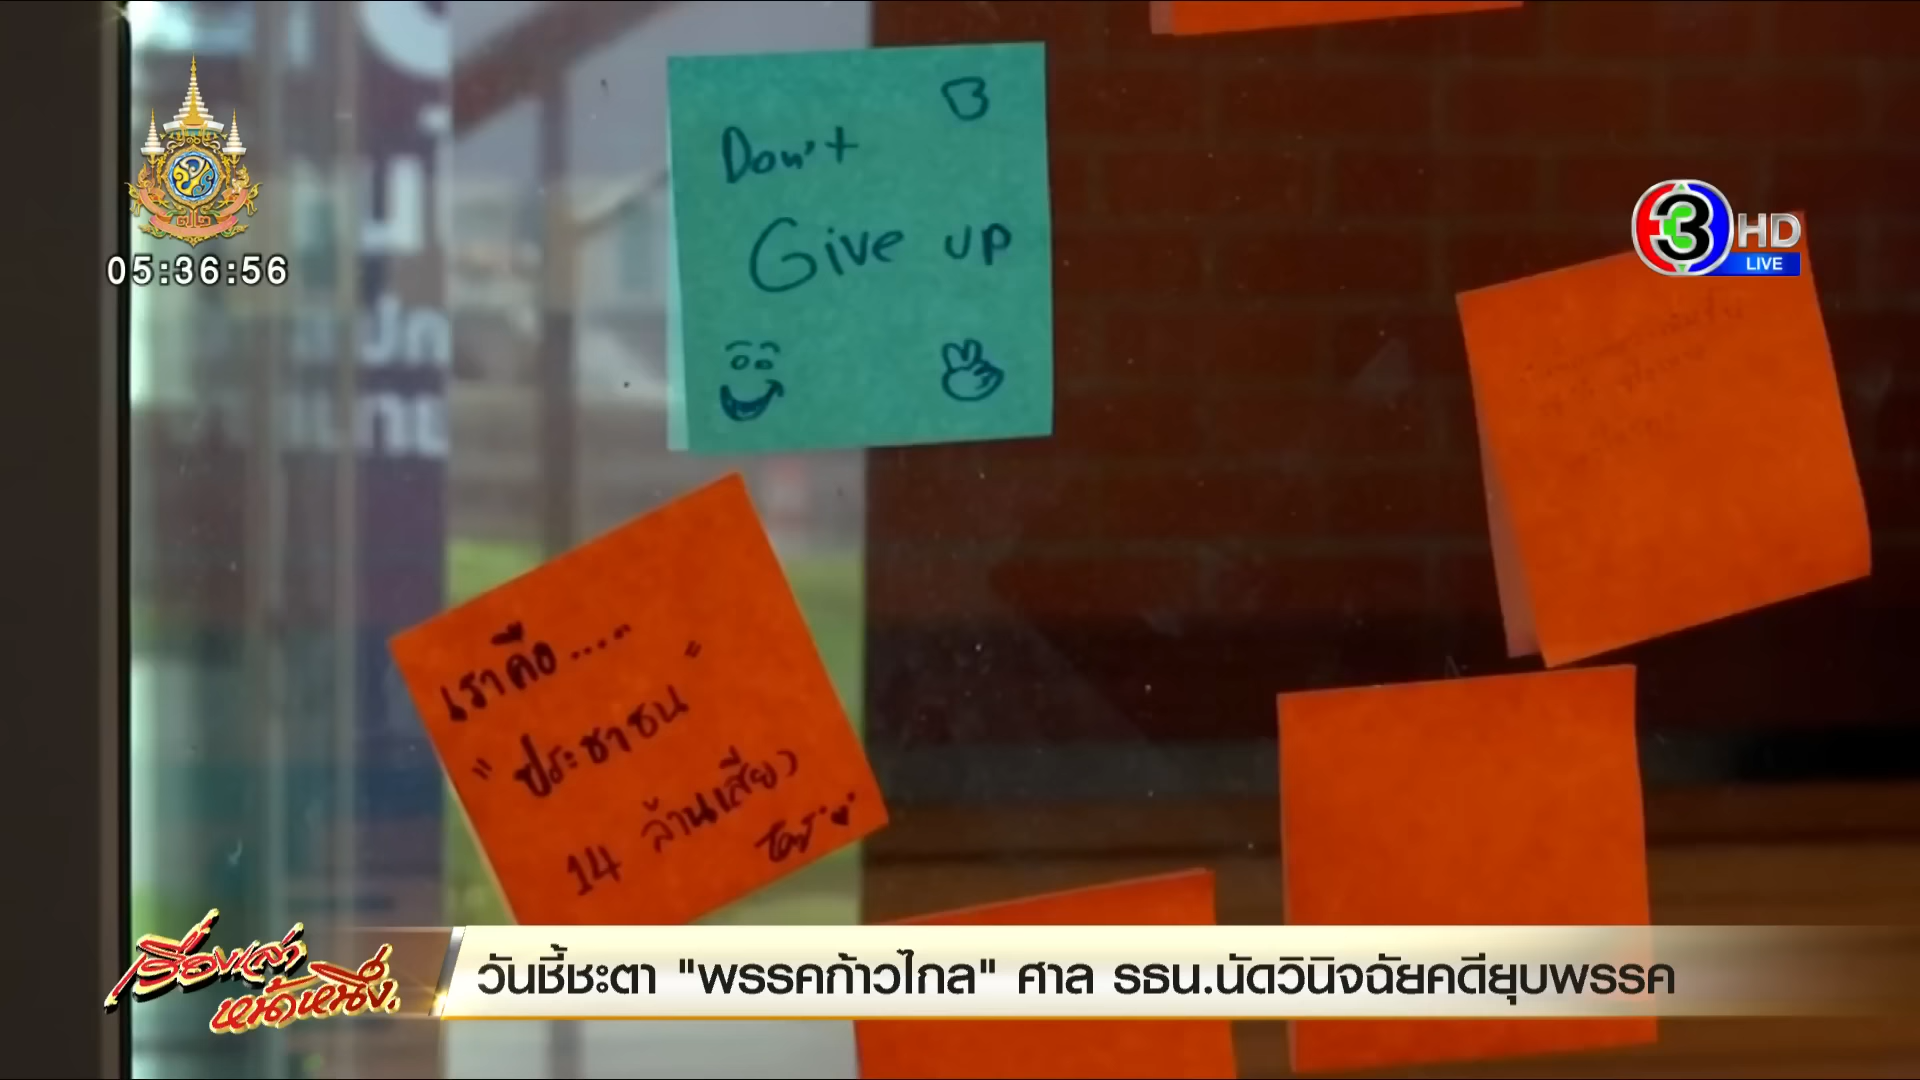 05:36:56
3 HD
LIVE
Don't
Give up
เราคือ.....
"ประชาชน"
14 ล้านเสียง
เรื่องเล่า
หน้าหนึ่ง
วันชี้ชะตา "พรรคก้าวไกล" ศาล รธน.นัดวินิจฉัยคดียุบพรรค